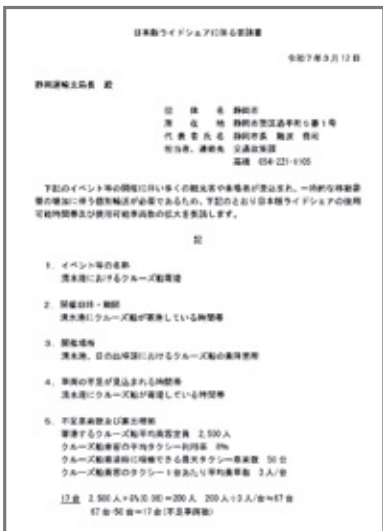 日本版ライドシェアに係る要請書
令和7年3月12日
静岡運輸支局長 殿
団体名 静岡市
所在地 静岡市葵区追手町5番1号
代表者氏名 静岡市長 難波 喬司
担当者、連絡先 交通政策課
高橋 054-221-1105
下記のイベント等の開催に伴い多くの観光客や来場者が見込まれ、一時的な移動需
要の増加に伴う個別輸送が必要であるため、下記のとおり日本版ライドシェアの使用
可能時間帯及び使用可能車両数の拡大を要請します。
記
1. イベント等の名称
清水港におけるクルーズ船寄港
2. 開催日時・期間
清水港にクルーズ船が寄港している時間帯
3. 開催場所
清水港、日の出埠頭におけるクルーズ船の乗降場所
4. 車両の不足が見込まれる時間帯
清水港にクルーズ船が寄港している時間帯
5. 不足車両数及び算出根拠
寄港するクルーズ船平均乗客定員 2,500人
クルーズ船乗客の平均タクシー利用率 8%
クルーズ船着港時に稼働できる最大タクシー車両数 50台
クルーズ船乗客のタクシー1台あたり平均乗車数 3人/台
17台 2,500人×8%(0.08)=200人 200人÷3人/台≒67台
67台-50台=17台(不足車両数)